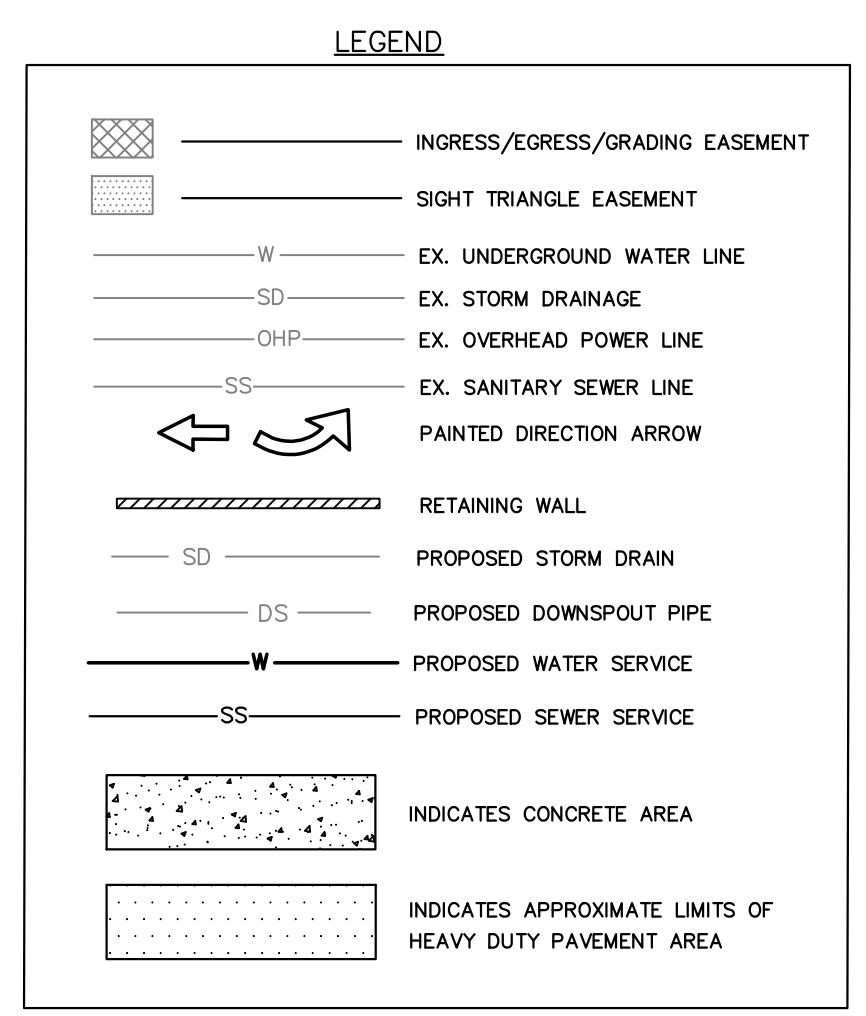 LEGEND
INGRESS/EGRESS/GRADING EASEMENT
SIGHT TRIANGLE EASEMENT
W EX. UNDERGROUND WATER LINE
SD EX. STORM DRAINAGE
OHP EX. OVERHEAD POWER LINE
SS EX. SANITARY SEWER LINE
PAINTED DIRECTION ARROW
RETAINING WALL
SD PROPOSED STORM DRAIN
DS PROPOSED DOWNSPOUT PIPE
W PROPOSED WATER SERVICE
SS PROPOSED SEWER SERVICE
INDICATES CONCRETE AREA
INDICATES APPROXIMATE LIMITS OF
HEAVY DUTY PAVEMENT AREA